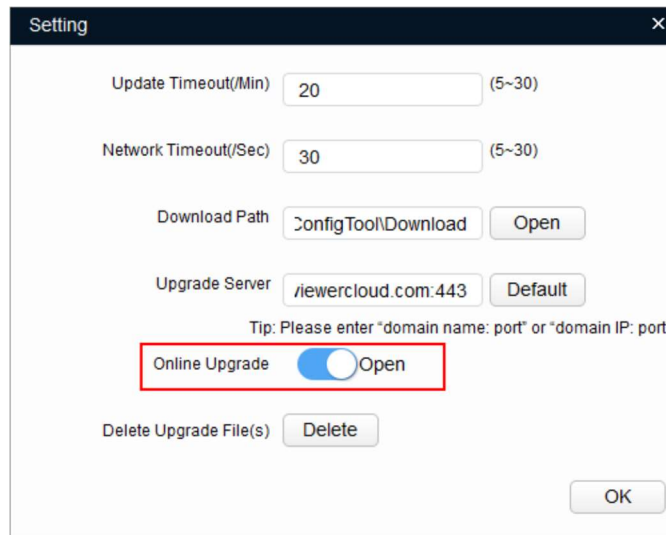 Setting ×
Update Timeout(/Min) 20 (5~30)
Network Timeout(/Sec) 30 (5~30)
Download Path ConfigTool\Download Open
Upgrade Server viewercloud.com:443 Default
Tip: Please enter “domain name: port” or “domain IP: port
Online Upgrade Open
Delete Upgrade File(s) Delete
OK